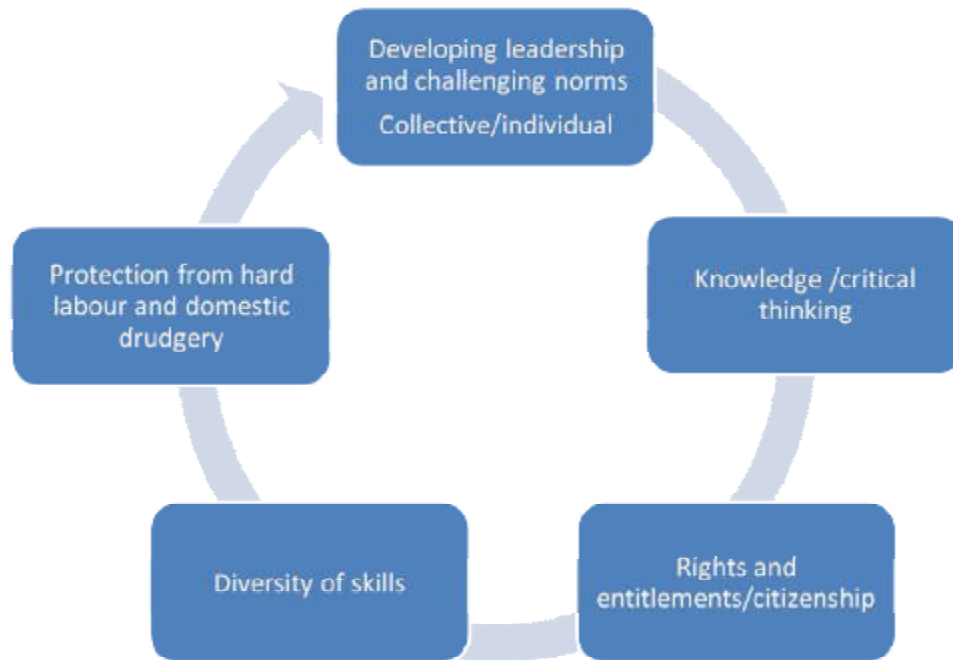 Developing leadership
and challenging norms
Collective/individual
Knowledge /critical
thinking
Rights and
entitlements/citizenship
Diversity of skills
Protection from hard
labour and domestic
drudgery